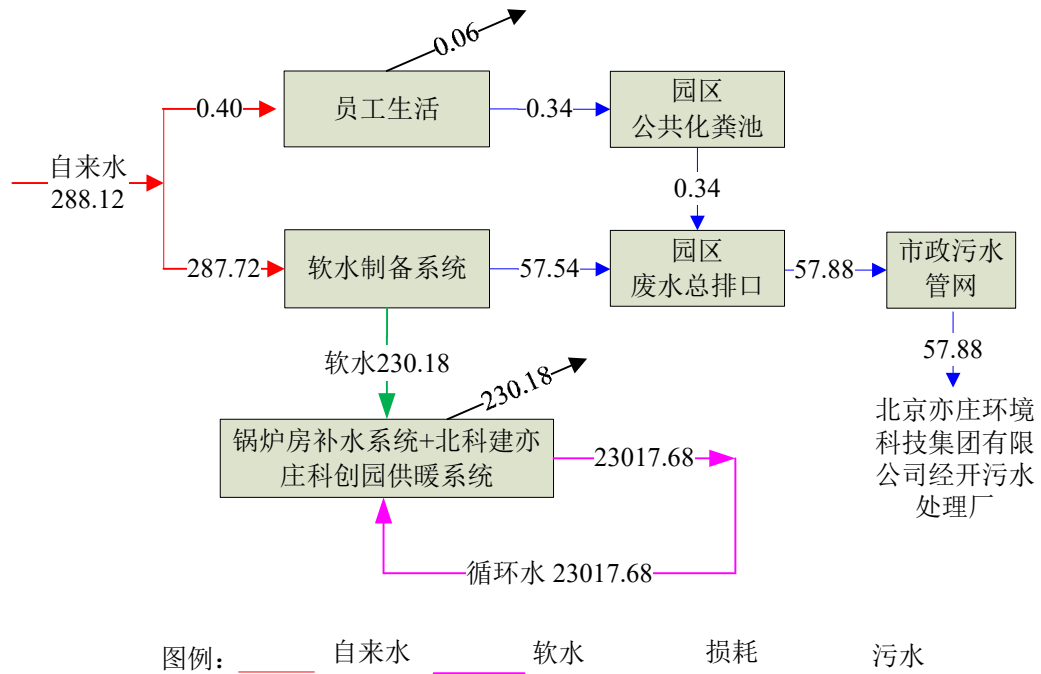 0.06
0.40
员工生活
0.34
园区
公共化粪池
自来水
288.12
0.34
287.72
软水制备系统
57.54
园区
废水总排口
57.88
市政污水
管网
软水230.18
230.18
57.88
锅炉房补水系统+北科建亦
庄科创园供暖系统
23017.68
北京亦庄环境
科技集团有限
公司经开污水
处理厂
循环水 23017.68
图例： 自来水 软水 损耗 污水